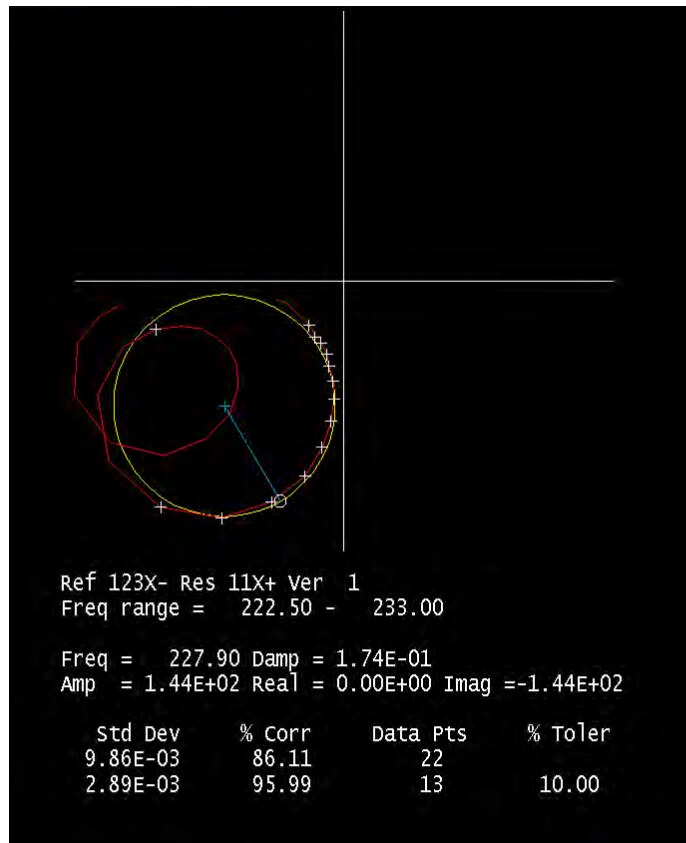 Ref 123X- Res 11X+ Ver 1
Freq range = 222.50 - 233.00
Freq = 227.90 Damp = 1.74E-01
Amp = 1.44E+02 Real = 0.00E+00 Imag =-1.44E+02
Std Dev % Corr Data Pts % Toler
9.86E-03 86.11 22
2.89E-03 95.99 13 10.00